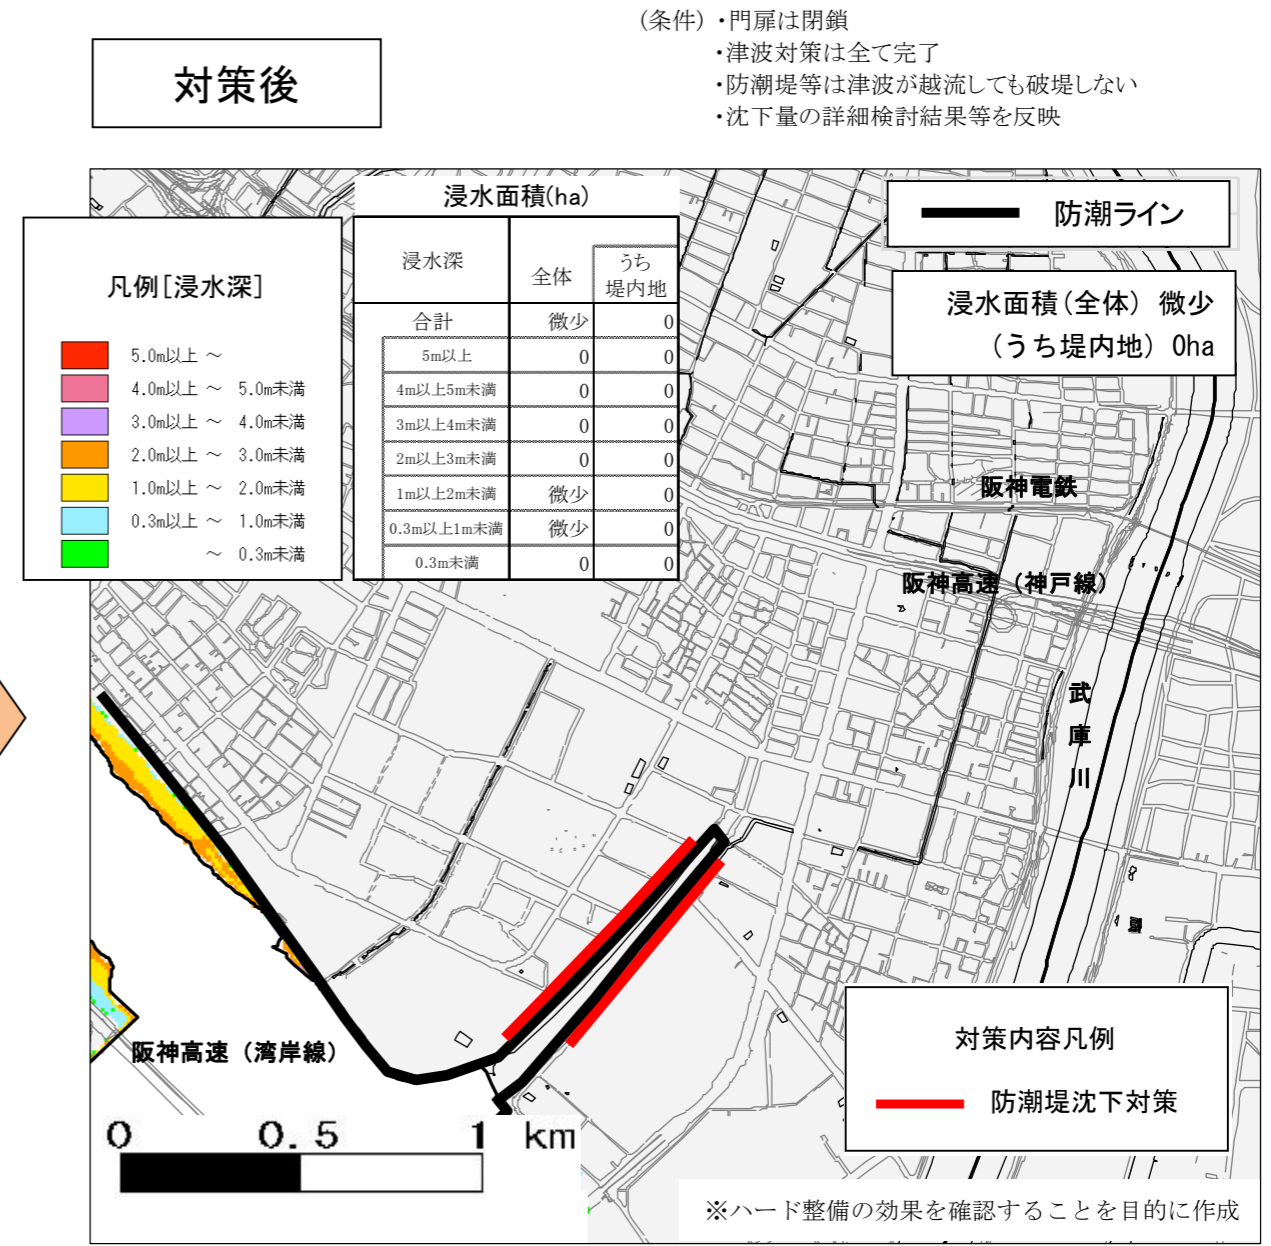 (条件) ・門扉は閉鎖
・津波対策は全て完了
・防潮堤等は津波が越流しても破堤しない
・沈下量の詳細検討結果等を反映
対策後
浸水面積(ha)
浸水深 全体 うち堤内地
合計 微少 0
5m以上 0 0
4m以上5m未満 0 0
3m以上4m未満 0 0
2m以上3m未満 0 0
1m以上2m未満 微少 0
0.3m以上1m未満 微少 0
0.3m未満 0 0
凡例[浸水深]
5.0m以上 ～
4.0m以上 ～ 5.0m未満
3.0m以上 ～ 4.0m未満
2.0m以上 ～ 3.0m未満
1.0m以上 ～ 2.0m未満
0.3m以上 ～ 1.0m未満
～ 0.3m未満
防潮ライン
浸水面積(全体) 微少
(うち堤内地) 0ha
阪神電鉄
阪神高速（神戸線）
武庫川
阪神高速（湾岸線）
対策内容凡例
防潮堤沈下対策
0 0.5 1 km
※ハード整備の効果を確認することを目的に作成